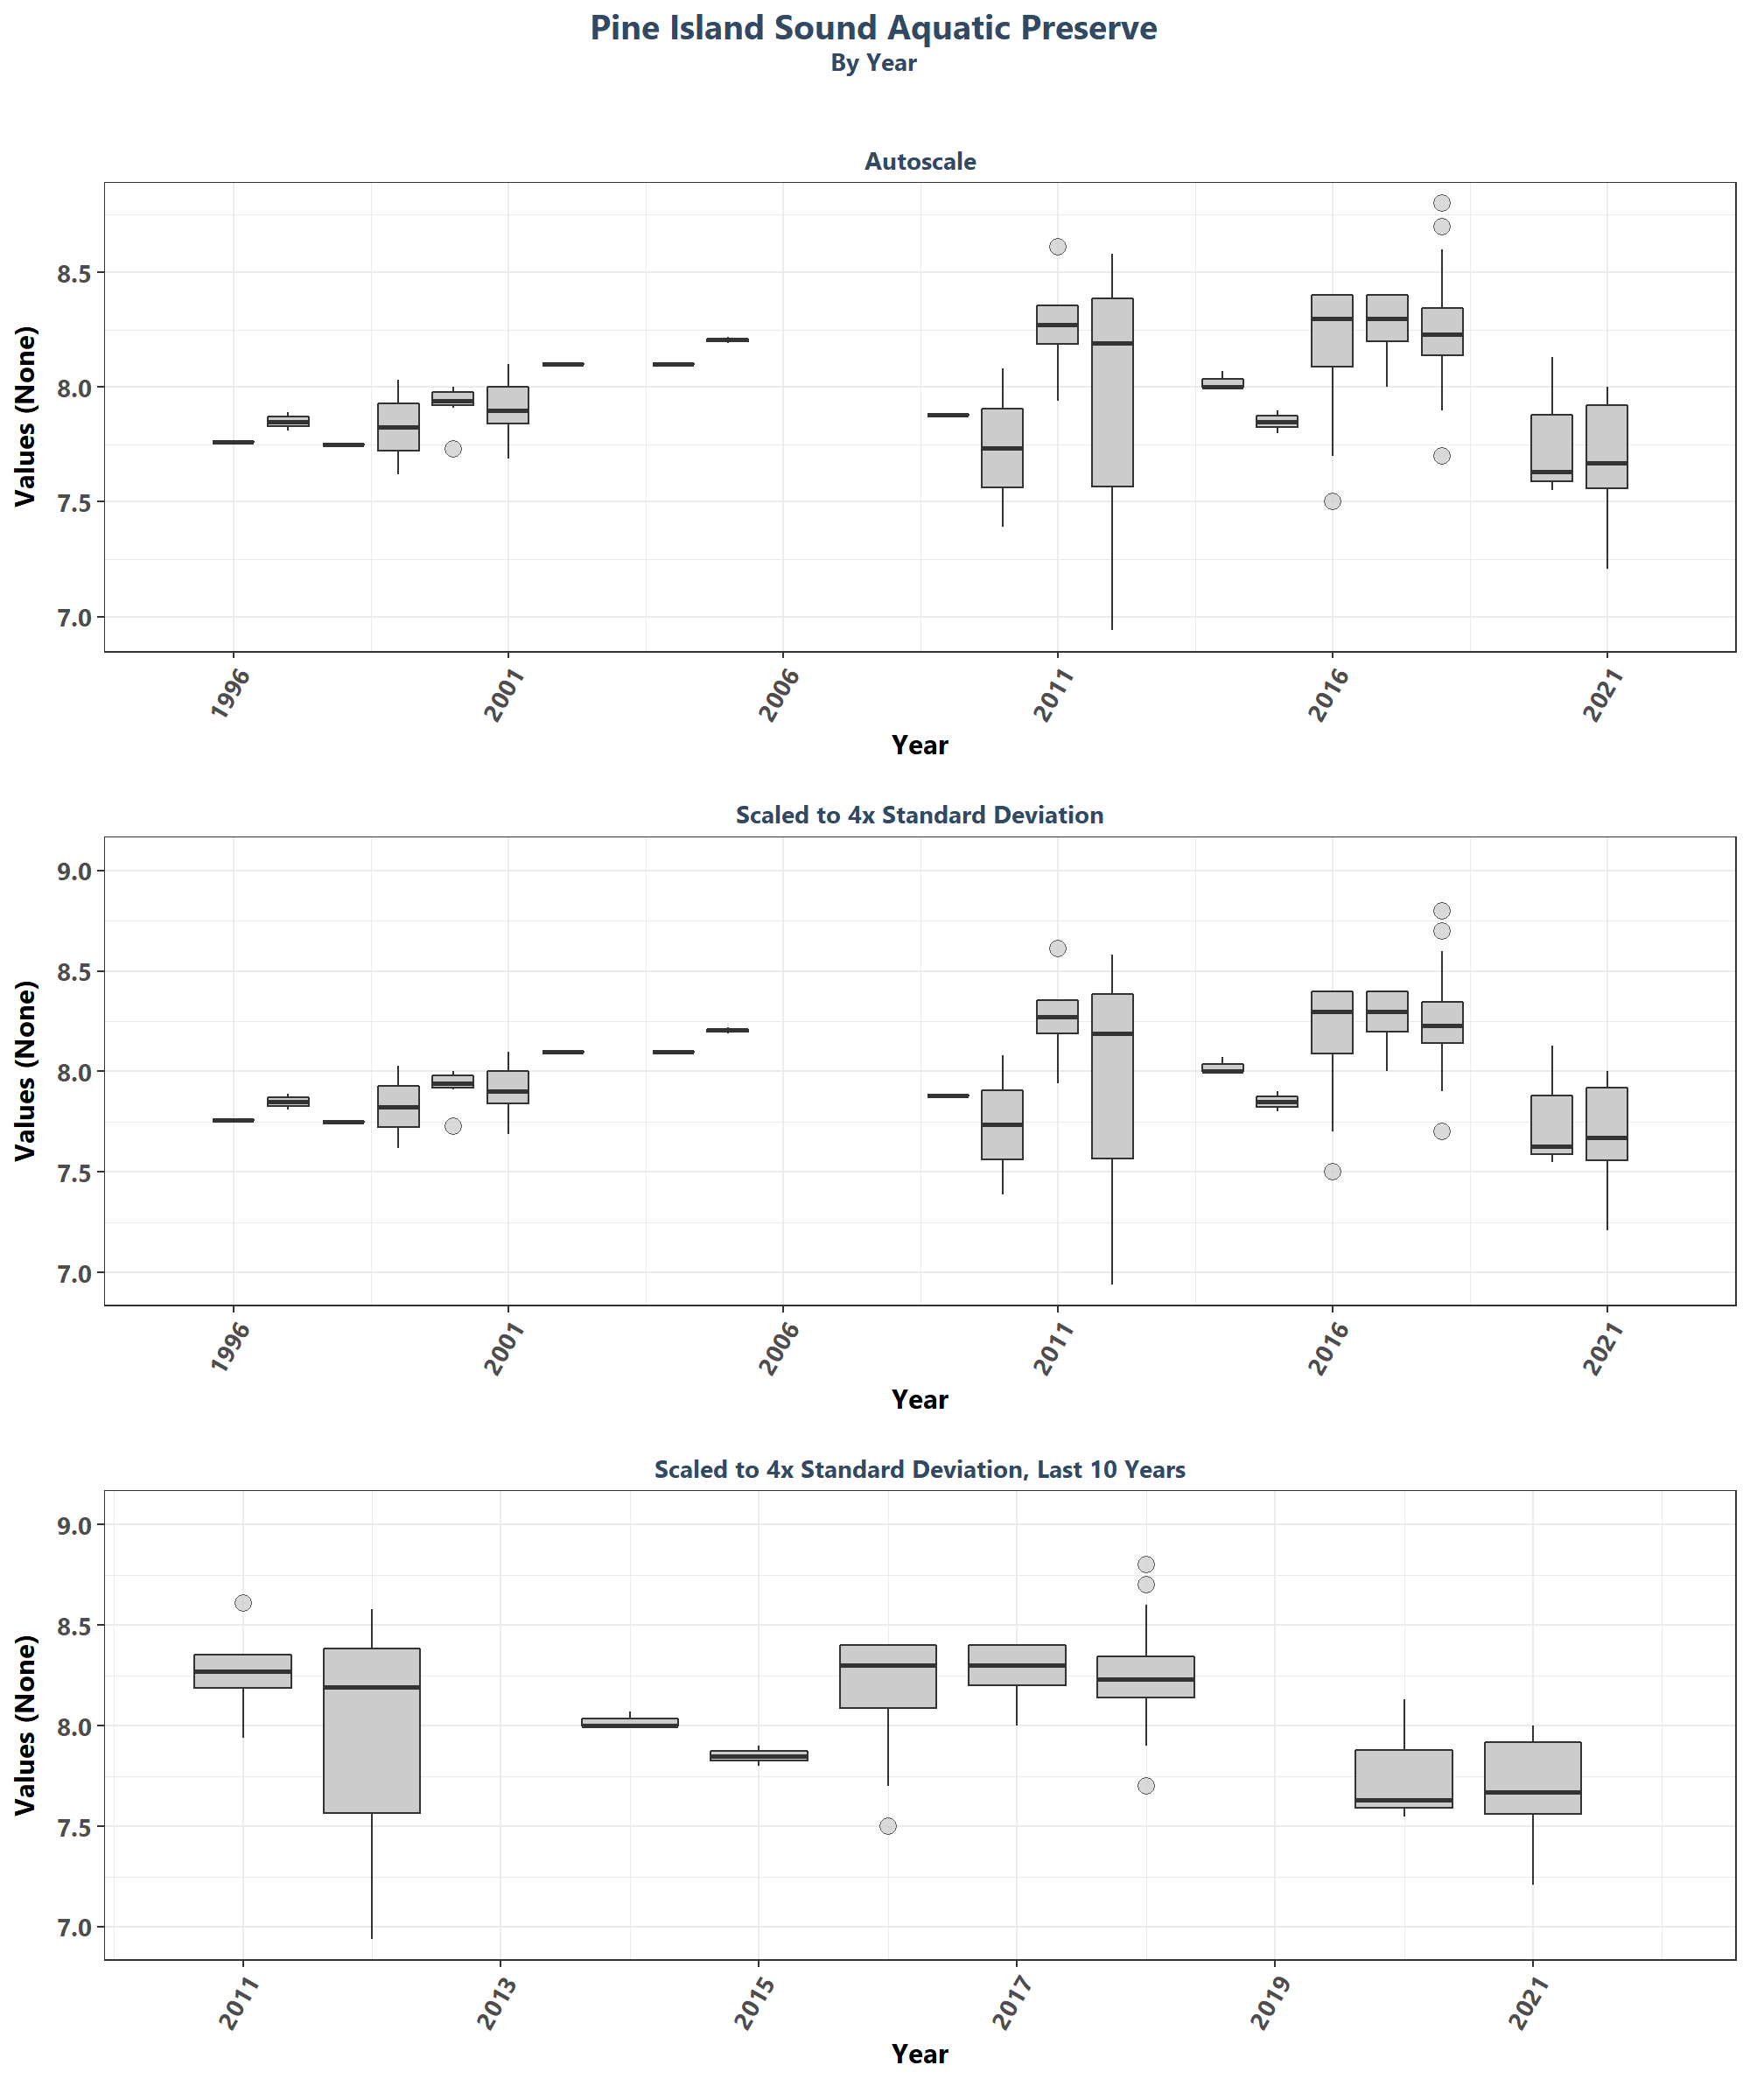 Pine Island Sound Aquatic Preserve
By Year
Autoscale
Values (None)
8.5
8.0
7.5
7.0
1996 2001 2006 2011 2016 2021
Year
Scaled to 4x Standard Deviation
Values (None)
9.0
8.5
8.0
7.5
7.0
1996 2001 2006 2011 2016 2021
Year
Scaled to 4x Standard Deviation, Last 10 Years
Values (None)
9.0
8.5
8.0
7.5
7.0
2011 2013 2015 2017 2019 2021
Year